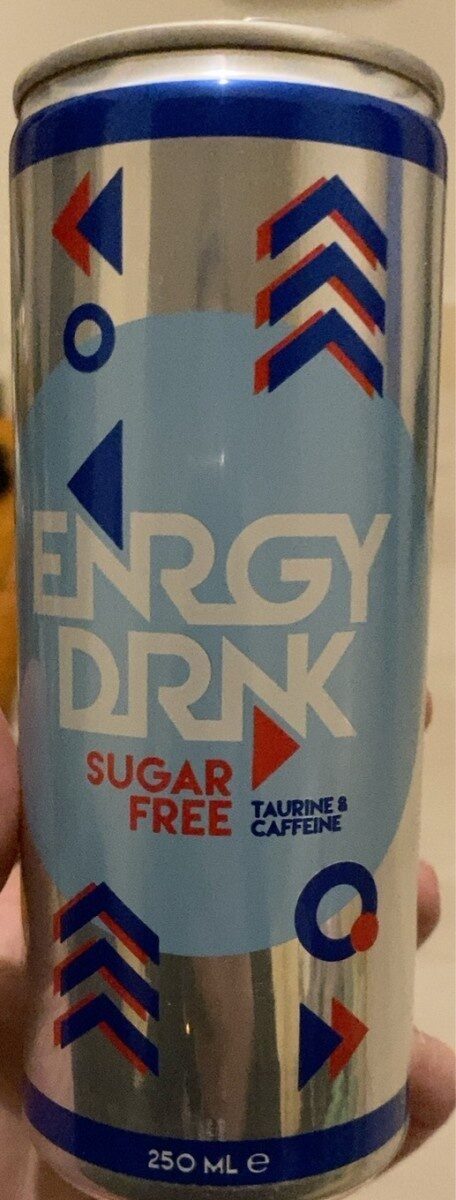 ENRGY
DRNK
SUGAR
FREE
TAURINE &
CAFFEINE
250 ML e